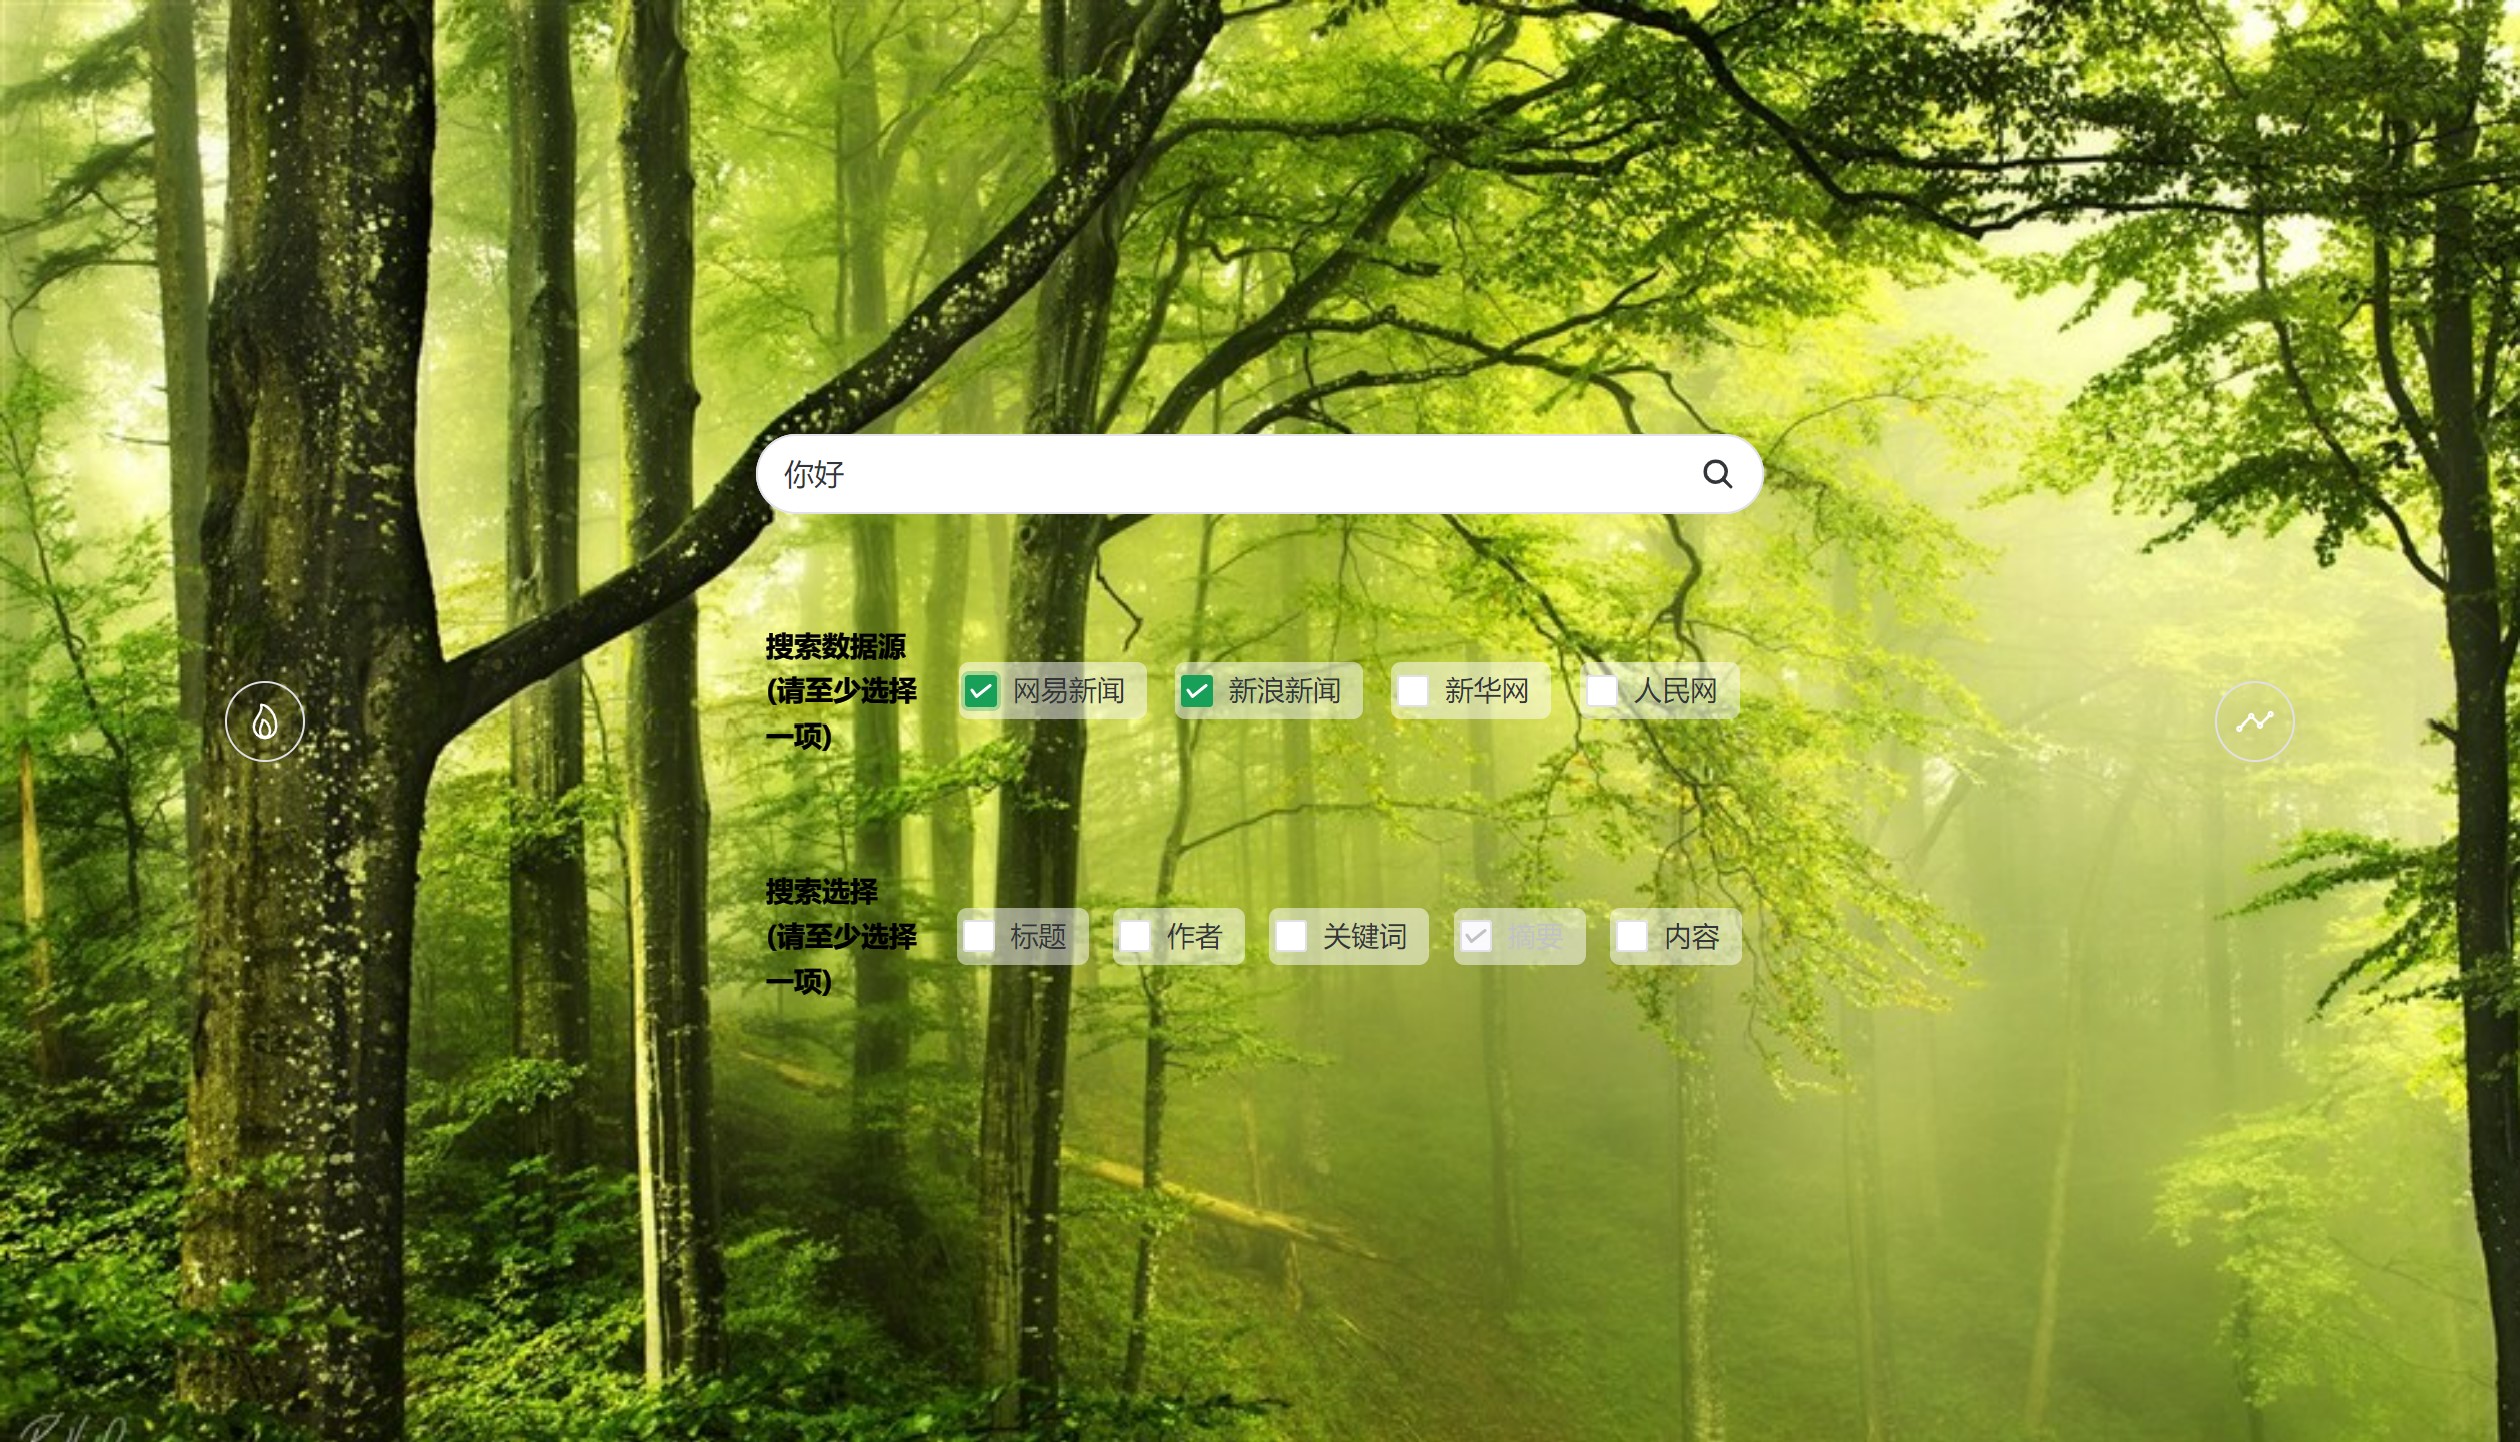 你好
搜索数据源
(请至少选择
一项)
网易新闻 新浪新闻 新华网 人民网
搜索选择
(请至少选择
一项)
标题 作者 关键词 摘要 内容